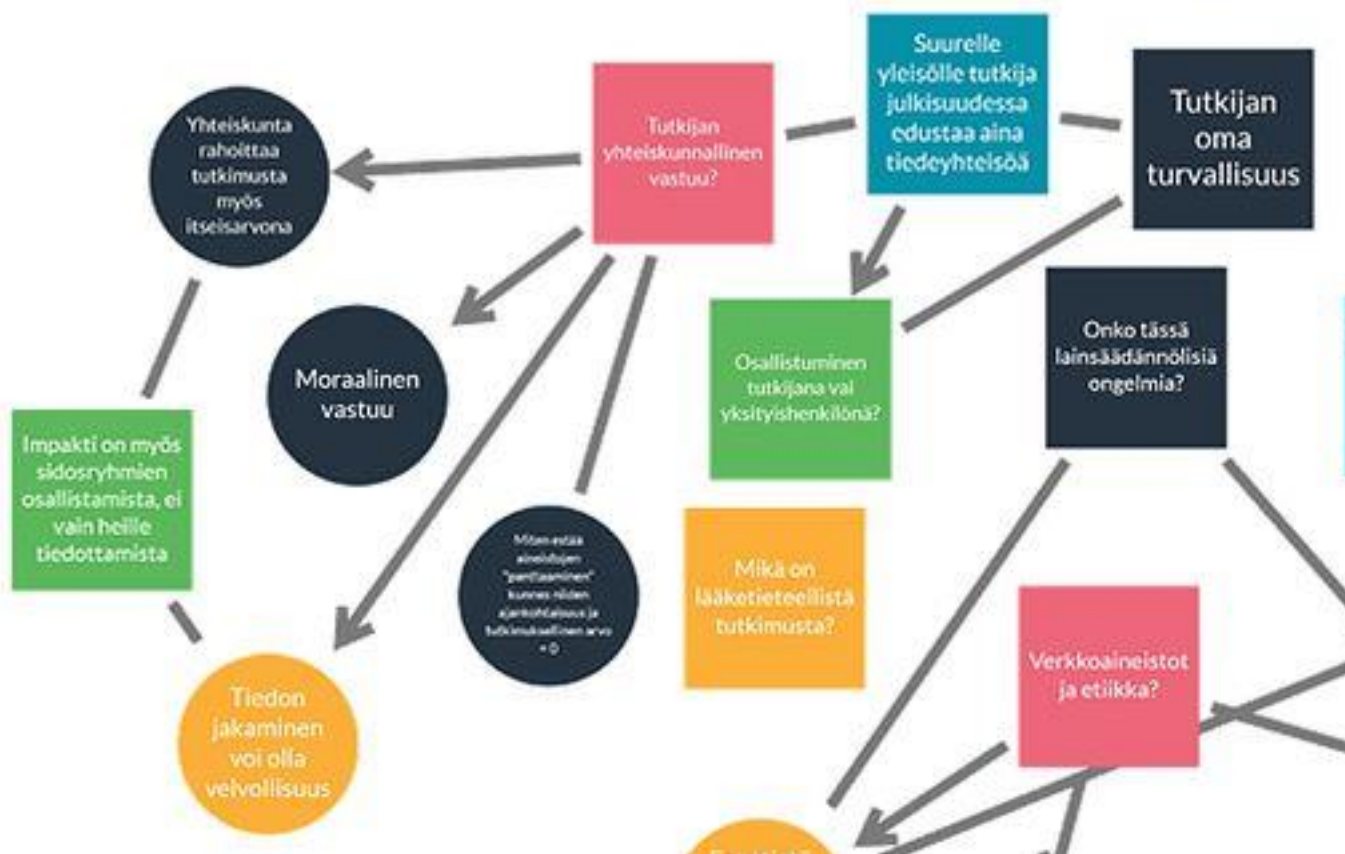 Suurelle
yleisölle tutkija
julkisuudessa
edustaa aina
tiedeyhteisöä
Tutkijan
oma
turvallisuus
Tutkijan
yhteiskunnallinen
vastuu?
Yhteiskunta
rahoittaa
tutkimusta
myös
itseisarvona
Moraalinen
vastuu
Osallistuminen
tutkijana vai
yksityishenkilönä?
Onko tässä
lainsäädännölisiä
ongelmia?
Impakti on myös
sidosryhmien
osallistamista, ei
vain heille
tiedottamista
Miten estää
aineistojen
"panttaaminen"
kunnes niiden
ajankohtaisuus ja
tutkimuksellinen arvo
= 0
Mikä on
lääketieteellistä
tutkimusta?
Verkkoaineistot
ja etiikka?
Tiedon
jakaminen
voi olla
velvollisuus